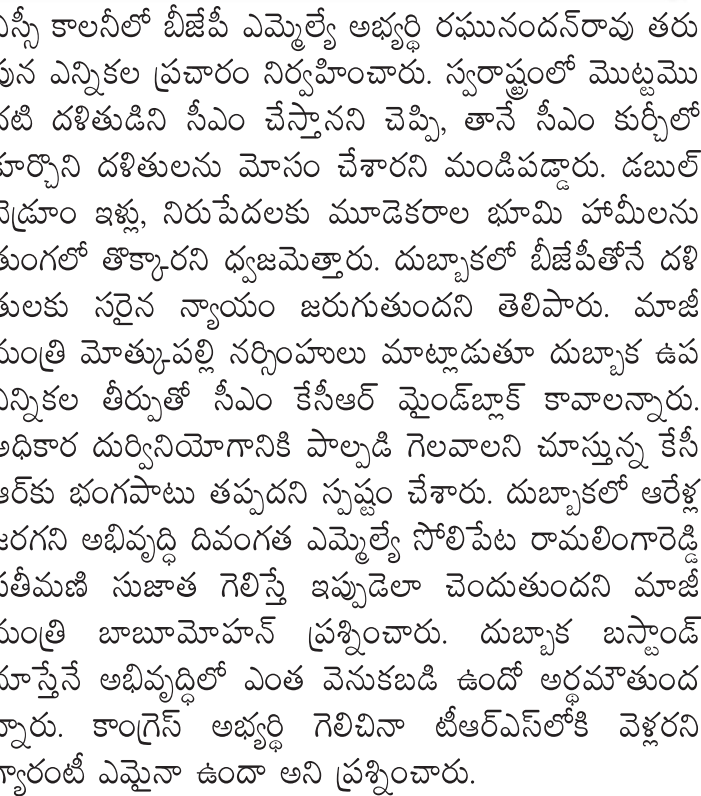 ఎస్సీ కాలనీలో బీజేపీ ఎమ్మెల్యే అభ్యర్థి రఘునందన్‌రావు తరు
పున ఎన్నికల ప్రచారం నిర్వహించారు. స్వరాష్ట్రంలో మొట్టమొ
దటి దళితుడిని సీఎం చేస్తానని చెప్పి, తానే సీఎం కుర్చీలో
కూర్చొని దళితులను మోసం చేశారని మండిపడ్డారు. డబుల్
బెడ్రూం ఇళ్లు, నిరుపేదలకు మూడెకరాల భూమి హామీలను
తుంగలో తొక్కారని ధ్వజమెత్తారు. దుబ్బాకలో బీజేపీతోనే దళి
తులకు సరైన న్యాయం జరుగుతుందని తెలిపారు. మాజీ
మంత్రి మోత్కుపల్లి నర్సింహులు మాట్లాడుతూ దుబ్బాక ఉప
ఎన్నికల తీర్పుతో సీఎం కేసీఆర్ మైండ్‌బ్లాక్ కావాలన్నారు.
అధికార దుర్వినియోగానికి పాల్పడి గెలవాలని చూస్తున్న కేసీ
ఆర్‌కు భంగపాటు తప్పదని స్పష్టం చేశారు. దుబ్బాకలో ఆరేళ్ల
జరగని అభివృద్ధి దివంగత ఎమ్మెల్యే సోలిపేట రామలింగారెడ్డి
సతీమణి సుజాత గెలిస్తే ఇప్పుడెలా చెందుతుందని మాజీ
మంత్రి బాబూమోహన్ ప్రశ్నించారు. దుబ్బాక బస్టాండ్
చూస్తేనే అభివృద్ధిలో ఎంత వెనుకబడి ఉందో అర్థమౌతుంద
న్నారు. కాంగ్రెస్ అభ్యర్థి గెలిచినా టీఆర్‌ఎస్‌లోకి వెళ్లరని
గ్యారంటీ ఎమైనా ఉందా అని ప్రశ్నించారు.